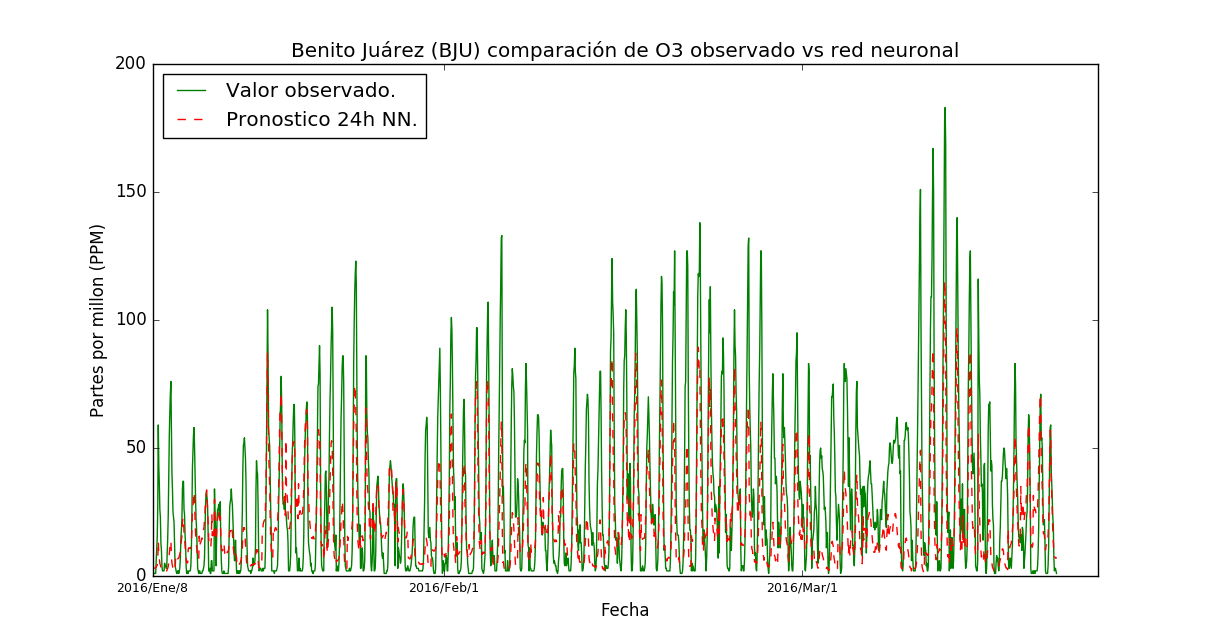 Benito Juárez (BJU) comparación de O3 observado vs red neuronal
Valor observado.
Pronostico 24h NN.
Partes por millon (PPM)
200
150
100
50
0
2016/Ene/8
2016/Feb/1
2016/Mar/1
Fecha